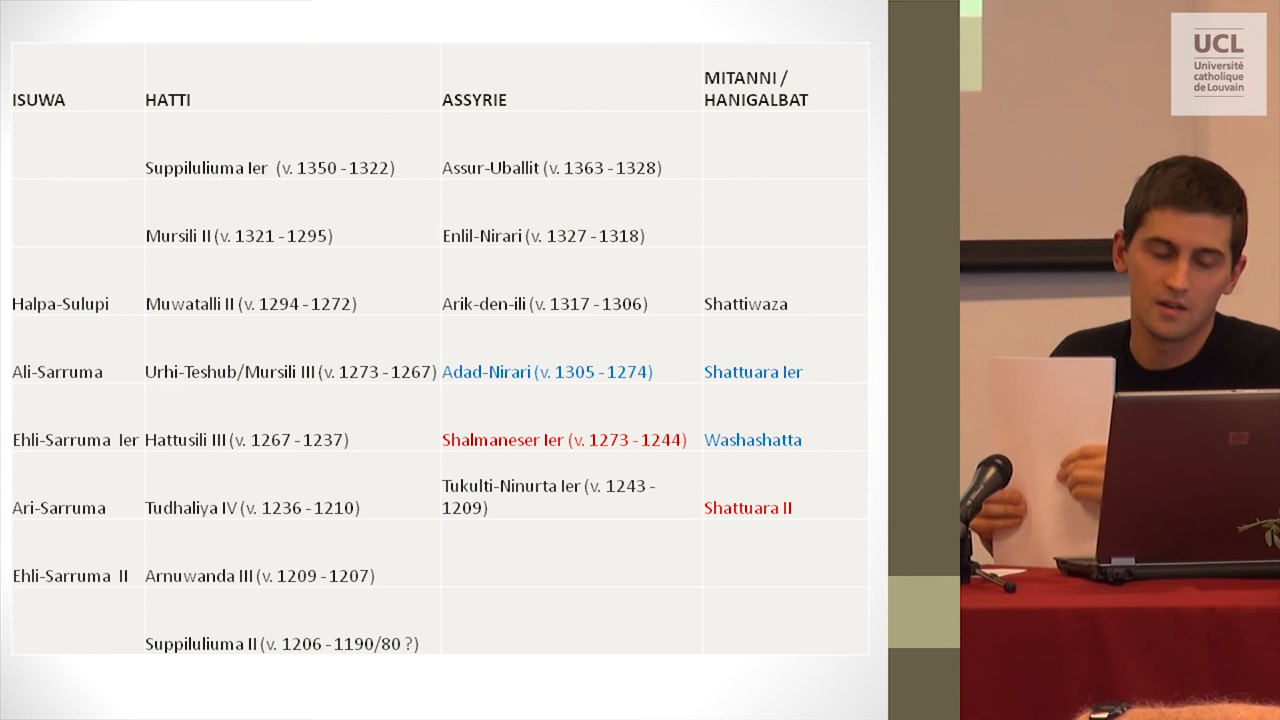 ISUWA HATTI ASSYRIE MITANNI / HANIGALBAT
Suppiluliuma Ier (v. 1350 - 1322) Assur-Uballit (v. 1363 - 1328)
Mursili II (v. 1321 - 1295) Enlil-Nirari (v. 1327 - 1318)
Halpa-Sulupi Muwatalli II (v. 1294 - 1272) Arik-den-ili (v. 1317 - 1306) Shattiwaza
Ali-Sarruma Urhi-Teshub/Mursili III (v. 1273 - 1267) Adad-Nirari (v. 1305 - 1274) Shattuara Ier
Ehli-Sarruma Ier Hattusili III (v. 1267 - 1237) Shalmaneser Ier (v. 1273 - 1244) Washashatta
Ari-Sarruma Tudhaliya IV (v. 1236 - 1210) Tukulti-Ninurta Ier (v. 1243 - 1209) Shattuara II
Ehli-Sarruma II Arnuwanda III (v. 1209 - 1207)
Suppiluliuma II (v. 1206 - 1190/80 ?)
UCL
Université
catholique
de Louvain